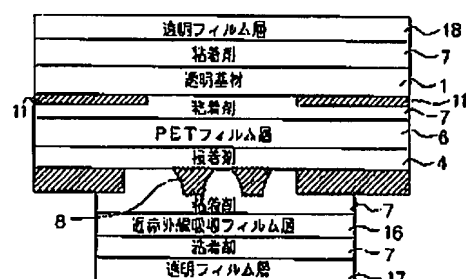 透明フィルム層 18
粘着剤 7
透明基材 1
11 粘着剤 11
7
PETフィルム層 6
接着剤 4
8 粘着剤 7
近赤外線吸収フィルム層 16
粘着剤 7
透明フィルム層 17